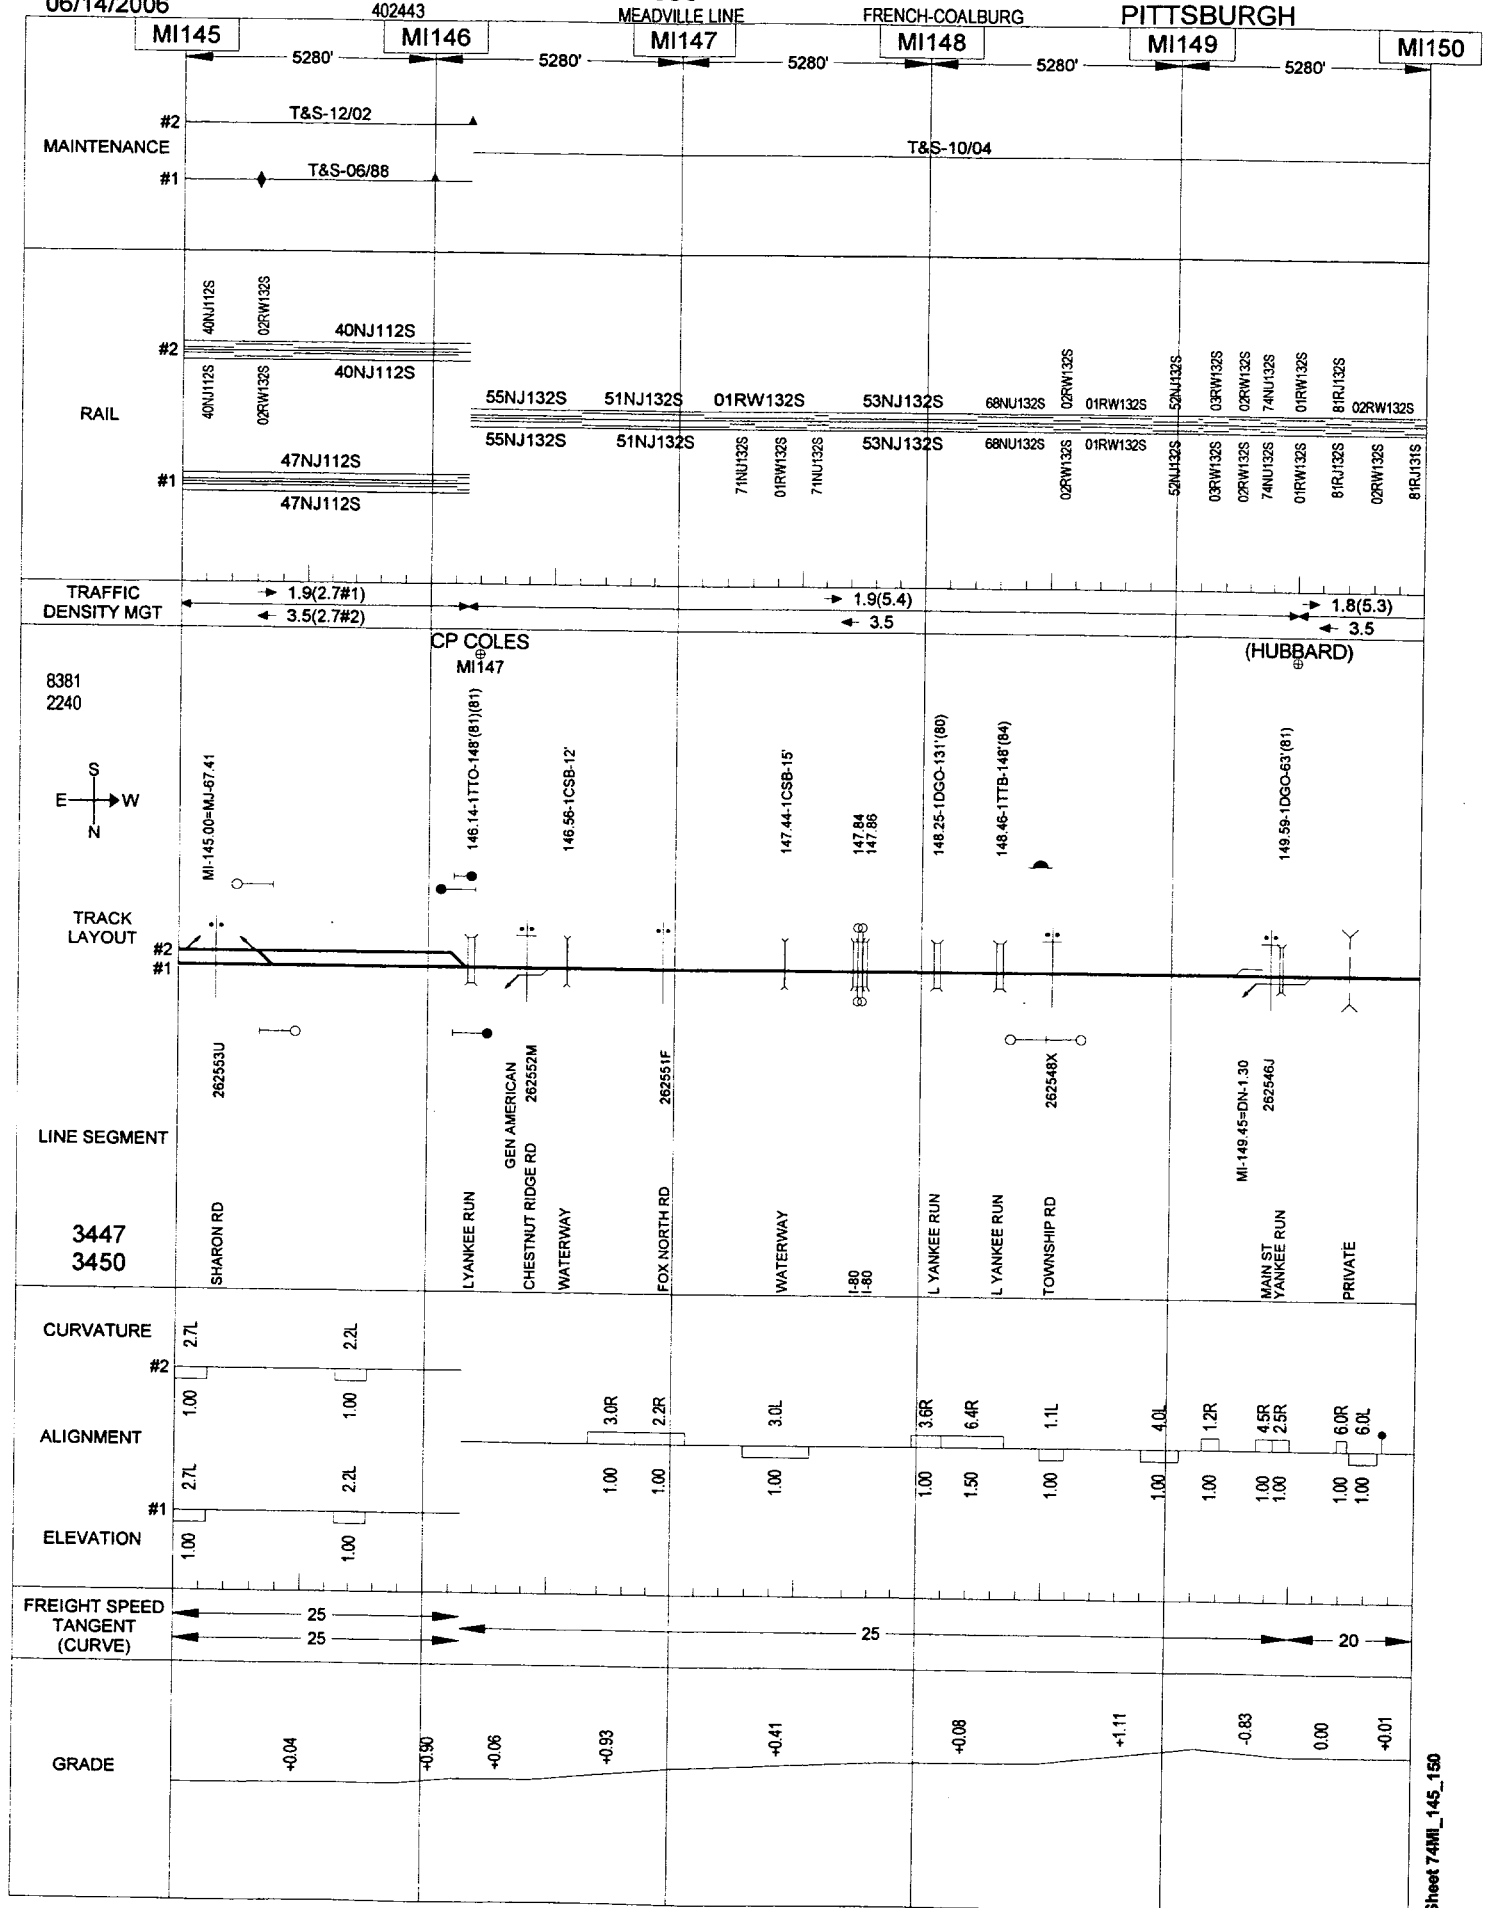 06/14/2006
402443
MEADVILLE LINE
FRENCH-COALBURG
PITTSBURGH
MI145
MI146
MI147
MI148
MI149
MI150
5280'
5280'
5280'
5280'
5280'
MAINTENANCE
#2
T&S-12/02
T&S-10/04
#1
T&S-06/88
RAIL
40NJ112S
02RW132S
40NJ112S
#2
40NJ112S
02RW132S
40NJ112S
47NJ112S
#1
47NJ112S
55NJ132S
51NJ132S
01RW132S
53NJ132S
68NU132S
02RW132S
01RW132S
52NJ132S
03RW132S
02RW132S
74NU132S
01RW132S
81RJ132S
02RW132S
55NJ132S
51NJ132S
71NU132S
01RW132S
71NU132S
53NJ132S
68NU132S
02RW132S
01RW132S
52NJ132S
03RW132S
02RW132S
74NU132S
01RW132S
81RJ132S
02RW132S
81RJ131S
TRAFFIC
DENSITY MGT
1.9(2.7#1)
3.5(2.7#2)
1.9(5.4)
3.5
1.8(5.3)
3.5
CP COLES
MI147
(HUBBARD)
8381
2240
S
E W
N
MI-145.00=MJ-67.41
146.14-1TTO-148'(81)(81)
146.56-1CSB-12'
147.44-1CSB-15'
147.84
147.86
148.25-1DGO-131'(80)
148.46-1TTB-148'(84)
149.59-1DGO-63'(81)
TRACK
LAYOUT
#2
#1
262553U
GEN AMERICAN
262552M
262551F
262548X
MI-149.45=DN-1.30
262546J
LINE SEGMENT
3447
3450
SHARON RD
LYANKEE RUN
CHESTNUT RIDGE RD
WATERWAY
FOX NORTH RD
WATERWAY
I-80
I-80
L YANKEE RUN
L YANKEE RUN
TOWNSHIP RD
MAIN ST
YANKEE RUN
PRIVATE
CURVATURE
#2
2.7L
2.2L
1.00
1.00
ALIGNMENT
3.0R
2.2R
3.0L
3.6R
6.4R
1.1L
4.0L
1.2R
4.5R
2.5R
6.0R
6.0L
1.00
1.00
1.00
1.00
1.50
1.00
1.00
1.00
1.00
1.00
1.00
1.00
#1
2.7L
2.2L
1.00
1.00
ELEVATION
FREIGHT SPEED
TANGENT
(CURVE)
25
25
25
20
GRADE
+0.04
+0.90
+0.06
+0.93
+0.41
+0.08
+1.11
-0.83
0.00
+0.01
Sheet 74MI_145_150